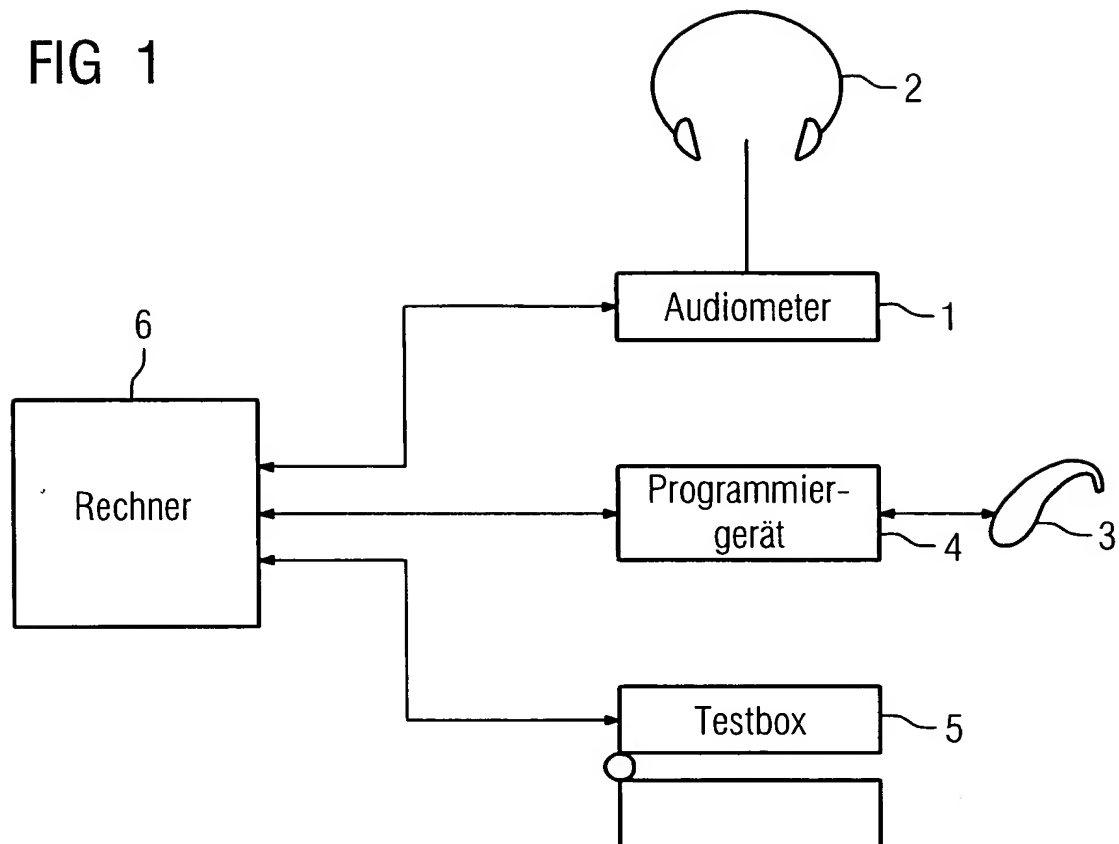 FIG 1
2
Audiometer
1
6
Rechner
Programmier-
gerät
4
3
Testbox
5